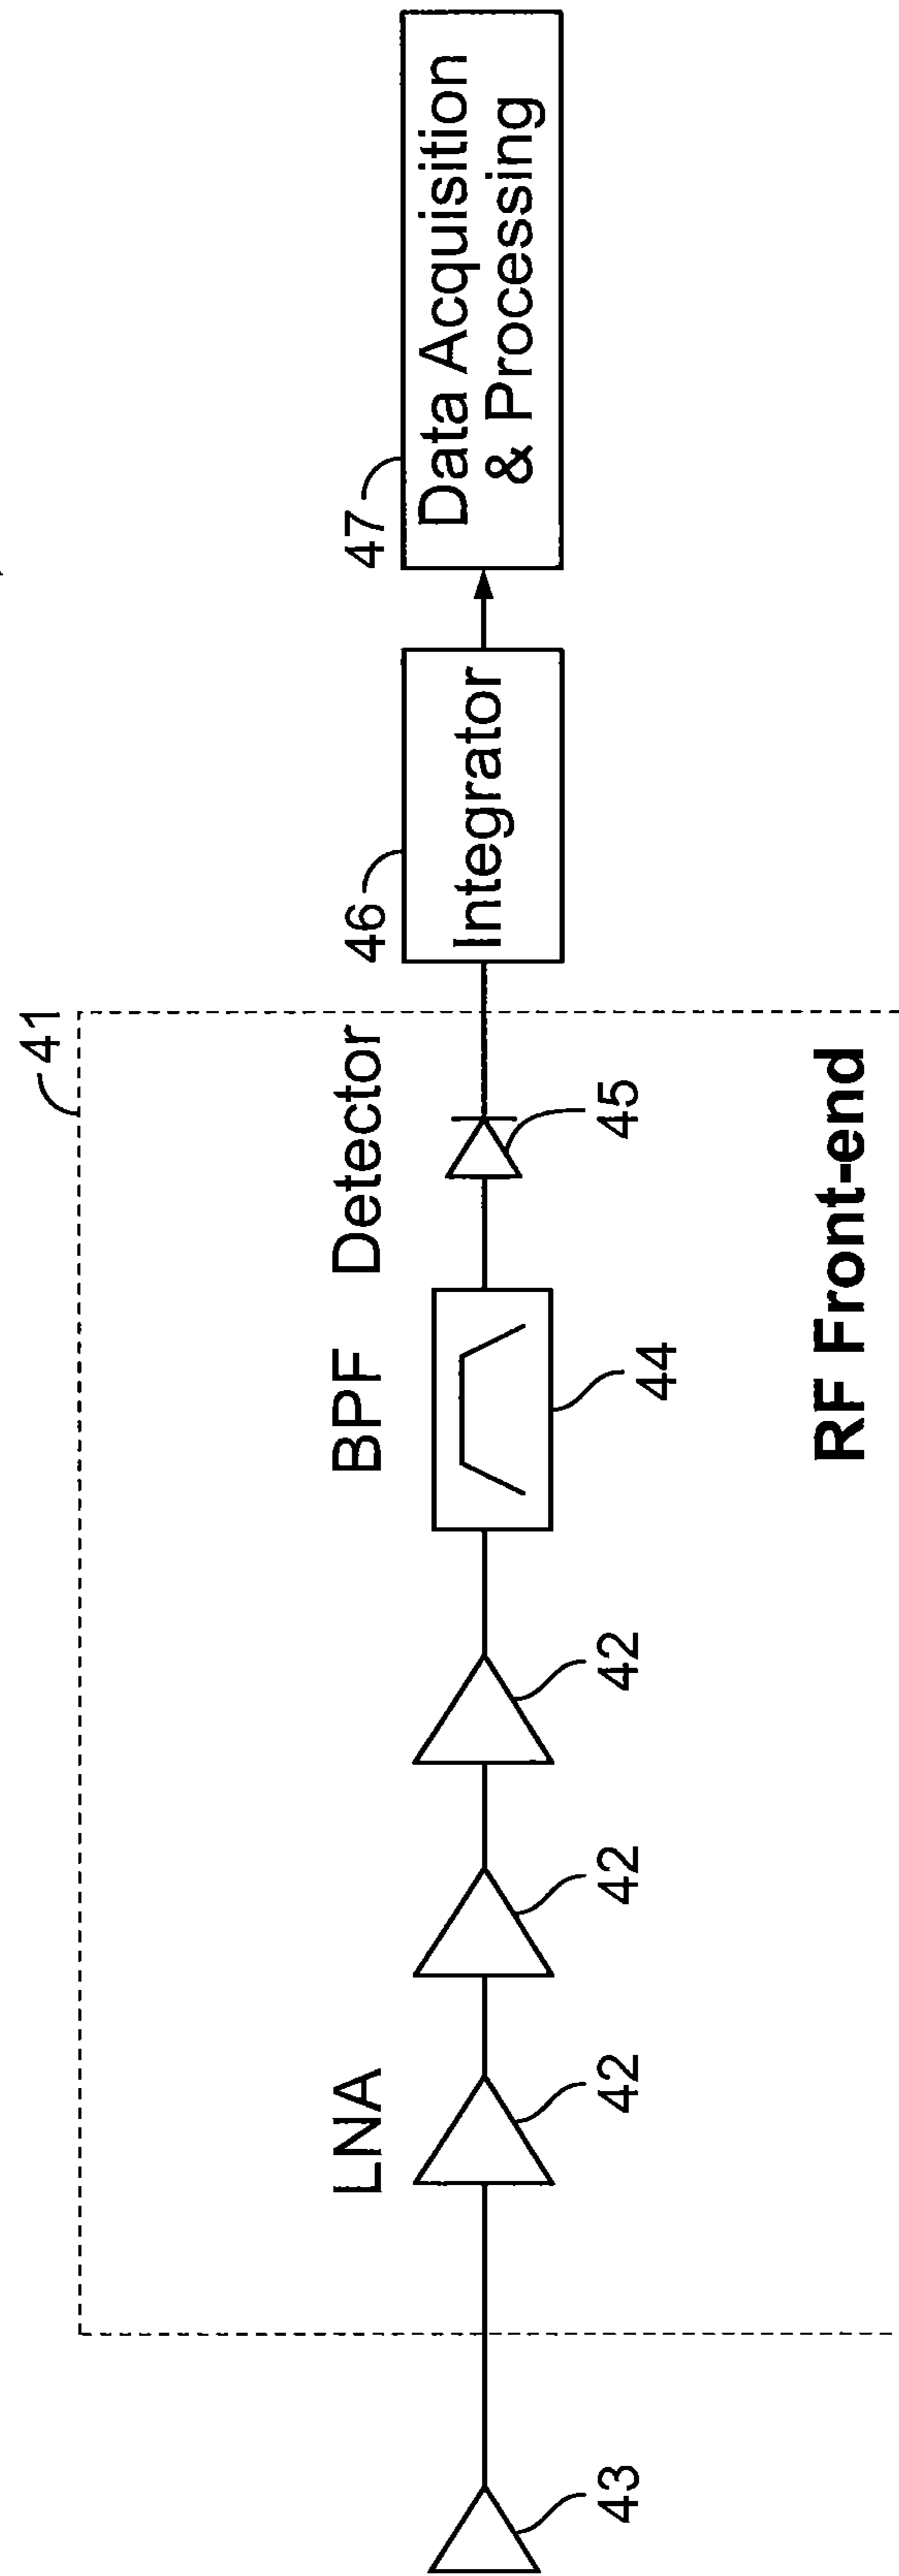 41
LNA
BPF
Detector
43
42
42
42
44
45
46
Integrator
47
Data Acquisition
& Processing
RF Front-end